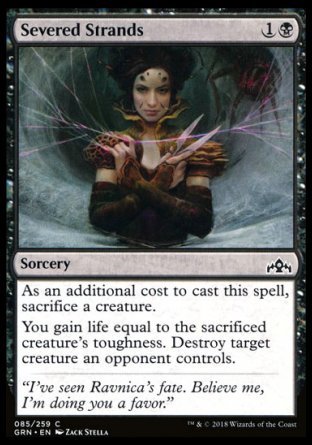 Severed Strands 1
Sorcery
As an additional cost to cast this spell,
sacrifice a creature.
You gain life equal to the sacrificed
creature's toughness. Destroy target
creature an opponent controls.
"I've seen Ravnica's fate. Believe me,
I'm doing you a favor."
085/259 C
GRN • EN ZACK STELLA
™ & © 2018 Wizards of the Coast